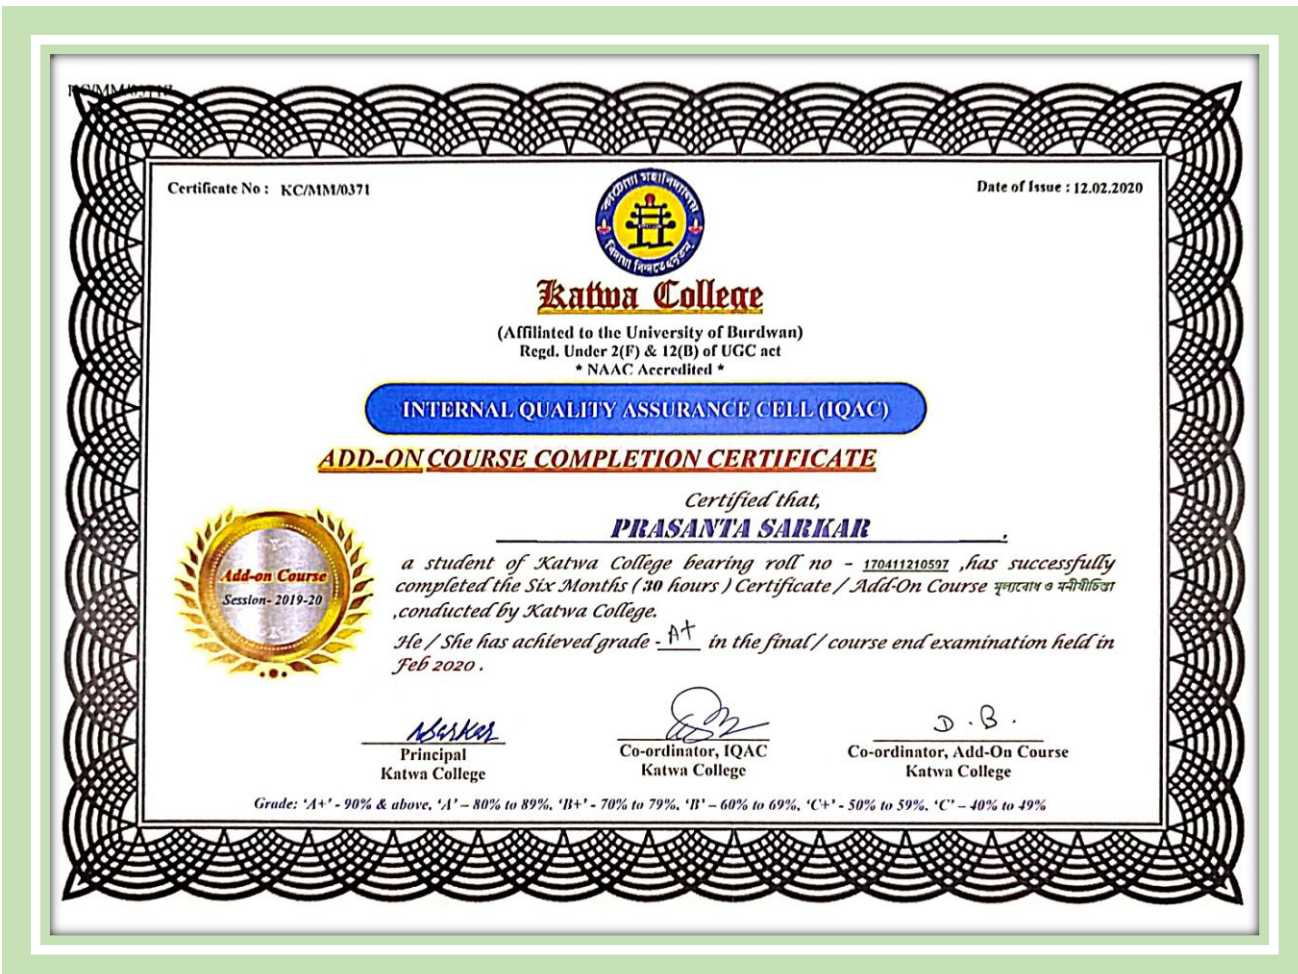 Certificate No : KC/MM/0371
Date of Issue : 12.02.2020
Katwa College
(Affiliated to the University of Burdwan)
Regd. Under 2(F) & 12(B) of UGC act
* NAAC Accredited *
INTERNAL QUALITY ASSURANCE CELL (IQAC)
ADD-ON COURSE COMPLETION CERTIFICATE
Certified that,
PRASANTA SARKAR .
a student of Katwa College bearing roll no - 170411210597 ,has successfully
completed the Six Months ( 30 hours ) Certificate / Add-On Course মূল্যবোধ ও মনীষীচিন্তা
,conducted by Katwa College.
He / She has achieved grade - A+ in the final / course end examination held in
Feb 2020 .
Add-on Course
Session- 2019-20
NSarkar
D . B .
Principal
Katwa College
Co-ordinator, IQAC
Katwa College
Co-ordinator, Add-On Course
Katwa College
Grade: 'A+' - 90% & above, 'A' – 80% to 89%, 'B+' - 70% to 79%, 'B' – 60% to 69%, 'C+' - 50% to 59%, 'C' – 40% to 49%